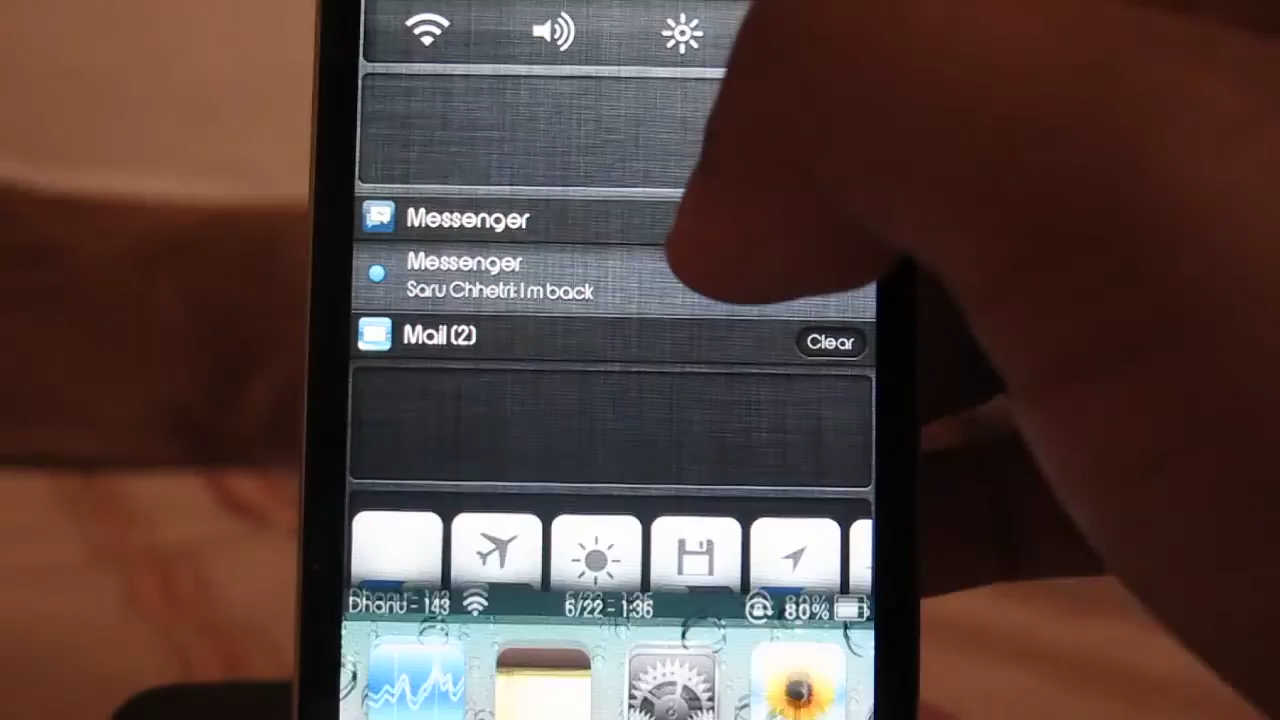 Messenger
Messenger
Saru Chhetri: I'm back
Mail (2)
Clear
Dhanu - 143
6/22 - 1:36
80%